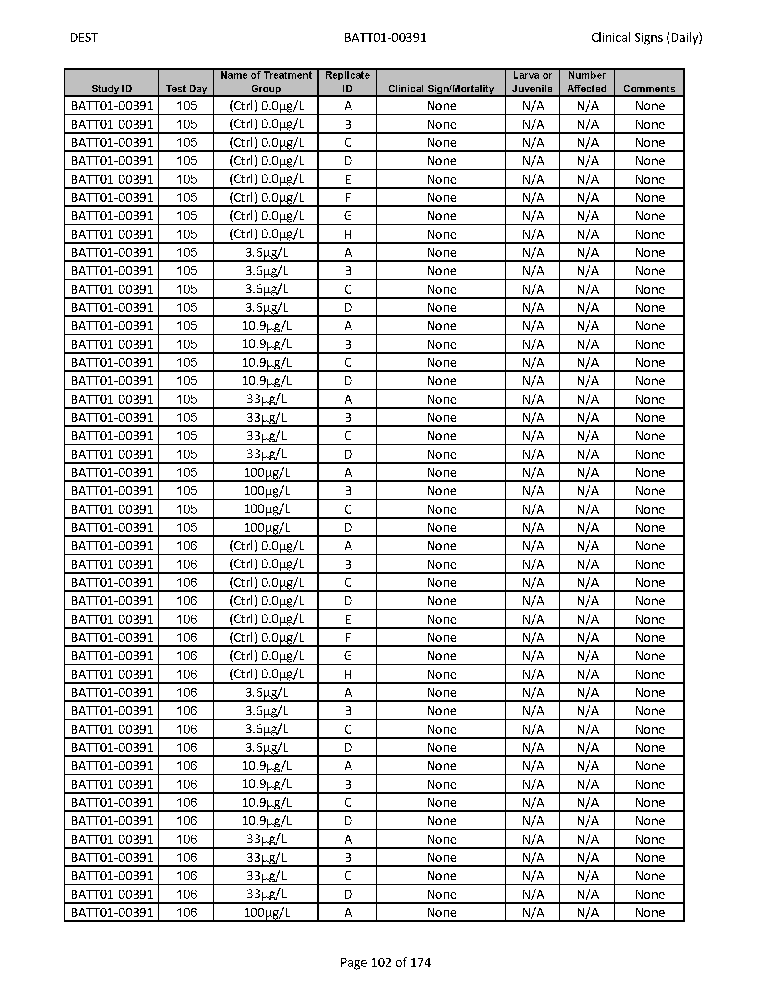 DEST BATT01-00391 Clinical Signs (Daily)
Study ID Test Day Name of Treatment Group Replicate ID Clinical Sign/Mortality Larva or Juvenile Number Affected Comments
BATT01-00391 105 (Ctrl) 0.0µg/L A None N/A N/A None
BATT01-00391 105 (Ctrl) 0.0µg/L B None N/A N/A None
BATT01-00391 105 (Ctrl) 0.0µg/L C None N/A N/A None
BATT01-00391 105 (Ctrl) 0.0µg/L D None N/A N/A None
BATT01-00391 105 (Ctrl) 0.0µg/L E None N/A N/A None
BATT01-00391 105 (Ctrl) 0.0µg/L F None N/A N/A None
BATT01-00391 105 (Ctrl) 0.0µg/L G None N/A N/A None
BATT01-00391 105 (Ctrl) 0.0µg/L H None N/A N/A None
BATT01-00391 105 3.6µg/L A None N/A N/A None
BATT01-00391 105 3.6µg/L B None N/A N/A None
BATT01-00391 105 3.6µg/L C None N/A N/A None
BATT01-00391 105 3.6µg/L D None N/A N/A None
BATT01-00391 105 10.9µg/L A None N/A N/A None
BATT01-00391 105 10.9µg/L B None N/A N/A None
BATT01-00391 105 10.9µg/L C None N/A N/A None
BATT01-00391 105 10.9µg/L D None N/A N/A None
BATT01-00391 105 33µg/L A None N/A N/A None
BATT01-00391 105 33µg/L B None N/A N/A None
BATT01-00391 105 33µg/L C None N/A N/A None
BATT01-00391 105 33µg/L D None N/A N/A None
BATT01-00391 105 100µg/L A None N/A N/A None
BATT01-00391 105 100µg/L B None N/A N/A None
BATT01-00391 105 100µg/L C None N/A N/A None
BATT01-00391 105 100µg/L D None N/A N/A None
BATT01-00391 106 (Ctrl) 0.0µg/L A None N/A N/A None
BATT01-00391 106 (Ctrl) 0.0µg/L B None N/A N/A None
BATT01-00391 106 (Ctrl) 0.0µg/L C None N/A N/A None
BATT01-00391 106 (Ctrl) 0.0µg/L D None N/A N/A None
BATT01-00391 106 (Ctrl) 0.0µg/L E None N/A N/A None
BATT01-00391 106 (Ctrl) 0.0µg/L F None N/A N/A None
BATT01-00391 106 (Ctrl) 0.0µg/L G None N/A N/A None
BATT01-00391 106 (Ctrl) 0.0µg/L H None N/A N/A None
BATT01-00391 106 3.6µg/L A None N/A N/A None
BATT01-00391 106 3.6µg/L B None N/A N/A None
BATT01-00391 106 3.6µg/L C None N/A N/A None
BATT01-00391 106 3.6µg/L D None N/A N/A None
BATT01-00391 106 10.9µg/L A None N/A N/A None
BATT01-00391 106 10.9µg/L B None N/A N/A None
BATT01-00391 106 10.9µg/L C None N/A N/A None
BATT01-00391 106 10.9µg/L D None N/A N/A None
BATT01-00391 106 33µg/L A None N/A N/A None
BATT01-00391 106 33µg/L B None N/A N/A None
BATT01-00391 106 33µg/L C None N/A N/A None
BATT01-00391 106 33µg/L D None N/A N/A None
BATT01-00391 106 100µg/L A None N/A N/A None
Page 102 of 174